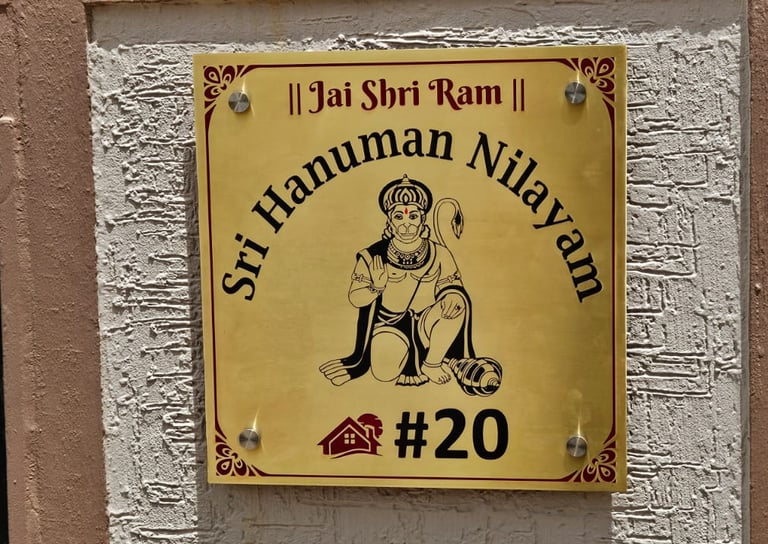 || Jai Shri Ram ||
Sri Hanuman Nilayam
#20